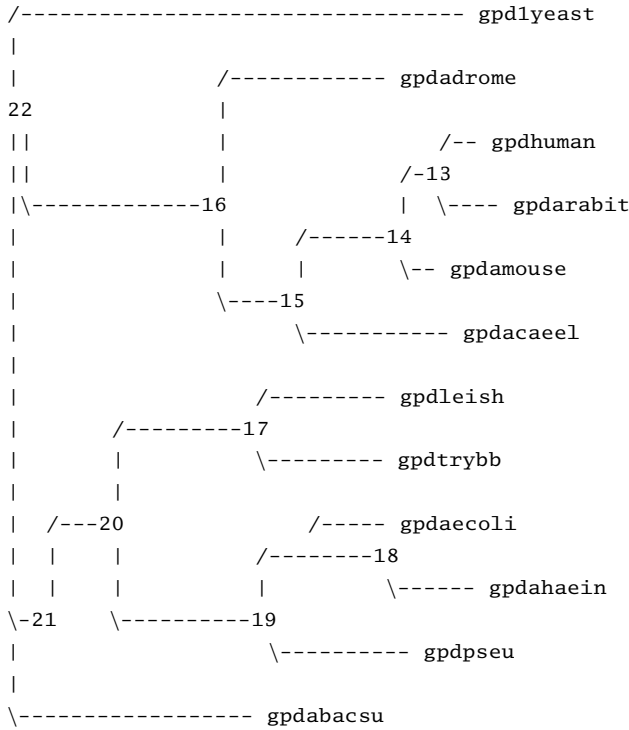 /---------------------------------- gpd1yeast
|
|                /------------ gpdadrome
22               |
||               |                /-- gpdhuman
||               |             /-13
|\-------------16             |  \---- gpdarabit
|                |     /------14
|                |     |       \-- gpdamouse
|                \----15
|                      \----------- gpdacaeel
|
|                   /--------- gpdleish
|        /---------17
|        |          \--------- gpdtrybb
|        |
|   /---20              /----- gpdaecoli
|   |    |          /--------18
|   |    |          |         \------ gpdahaein
\-21    \----------19
|                    \---------- gpdpseu
|
\------------------ gpdabacsu